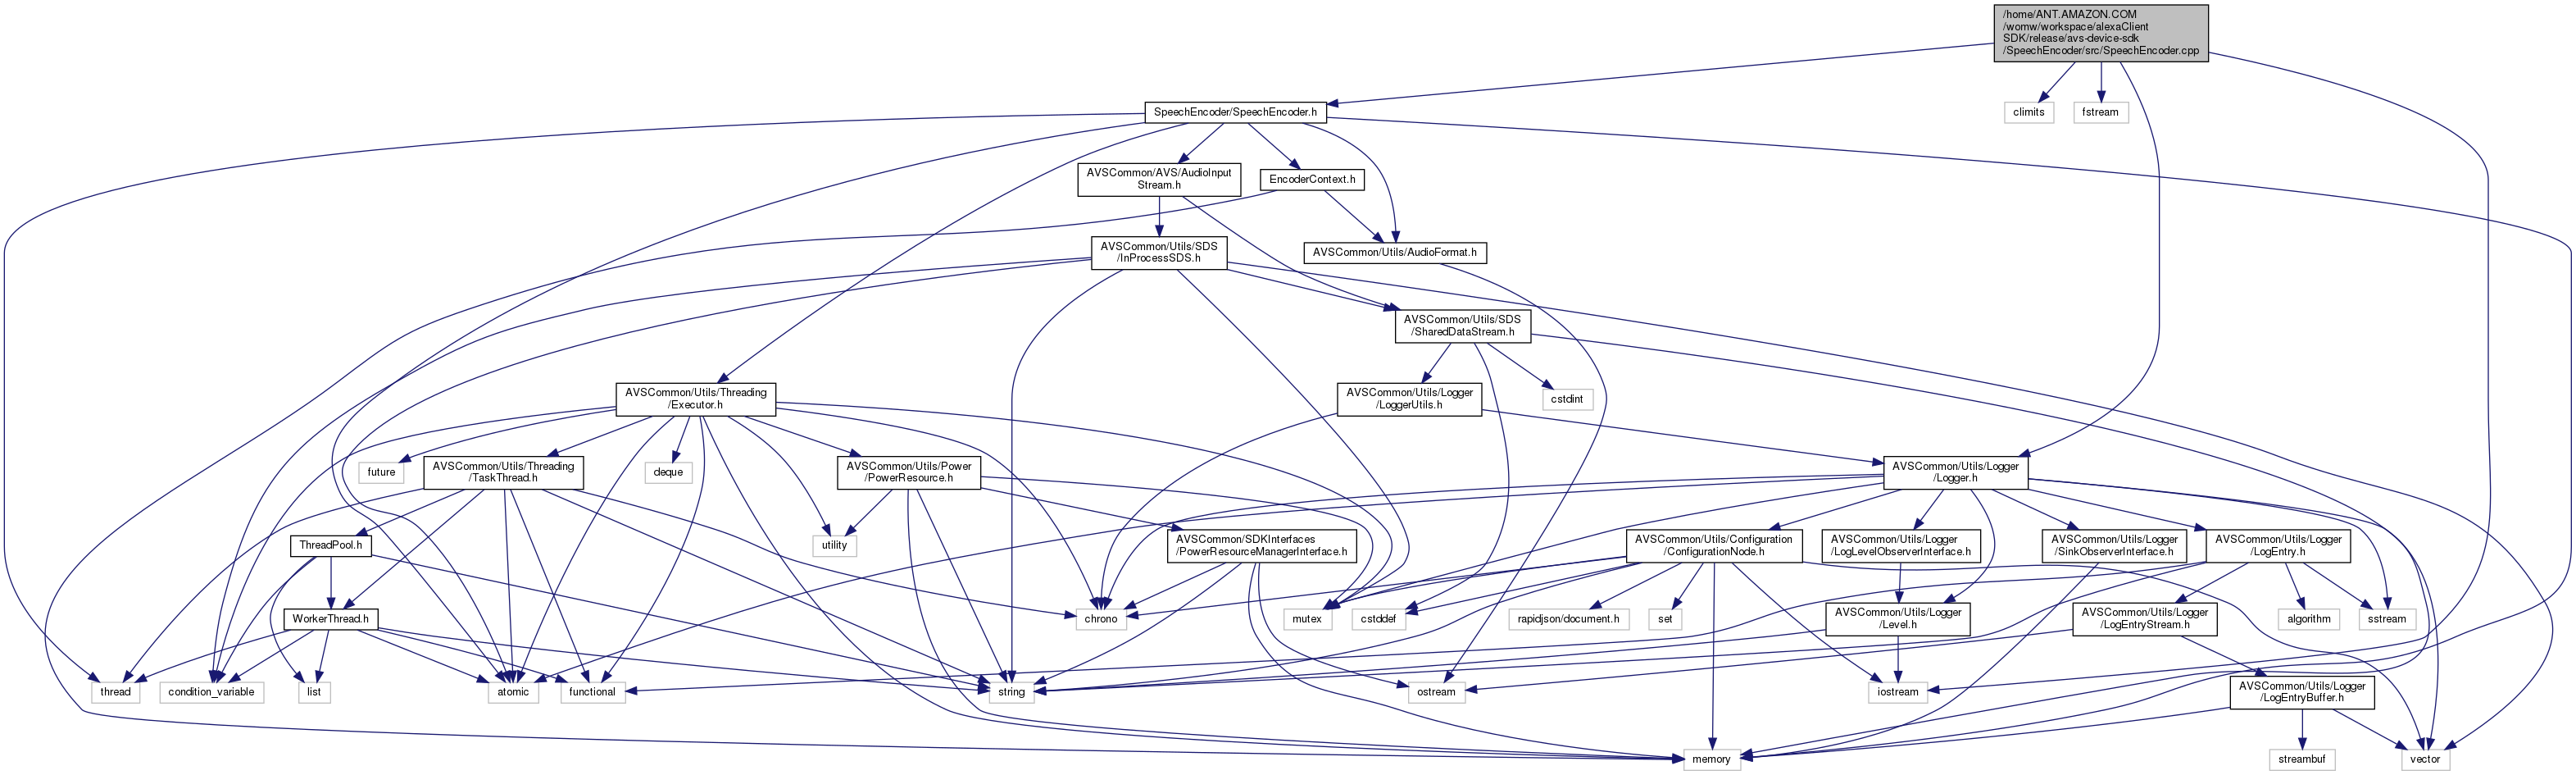 /home/ANT.AMAZON.COM
/womw/workspace/alexaClient
SDK/release/avs-device-sdk
/SpeechEncoder/src/SpeechEncoder.cpp
SpeechEncoder/SpeechEncoder.h
climits
fstream
AVSCommon/AVS/AudioInput
Stream.h
EncoderContext.h
AVSCommon/Utils/SDS
/InProcessSDS.h
AVSCommon/Utils/AudioFormat.h
AVSCommon/Utils/SDS
/SharedDataStream.h
AVSCommon/Utils/Threading
/Executor.h
AVSCommon/Utils/Logger
/LoggerUtils.h
cstdint
future
AVSCommon/Utils/Threading
/TaskThread.h
deque
AVSCommon/Utils/Power
/PowerResource.h
AVSCommon/Utils/Logger
/Logger.h
ThreadPool.h
utility
AVSCommon/SDKInterfaces
/PowerResourceManagerInterface.h
AVSCommon/Utils/Configuration
/ConfigurationNode.h
AVSCommon/Utils/Logger
/LogLevelObserverInterface.h
AVSCommon/Utils/Logger
/SinkObserverInterface.h
AVSCommon/Utils/Logger
/LogEntry.h
WorkerThread.h
chrono
mutex
cstddef
rapidjson/document.h
set
AVSCommon/Utils/Logger
/Level.h
AVSCommon/Utils/Logger
/LogEntryStream.h
algorithm
sstream
thread
condition_variable
list
atomic
functional
string
ostream
iostream
AVSCommon/Utils/Logger
/LogEntryBuffer.h
memory
streambuf
vector